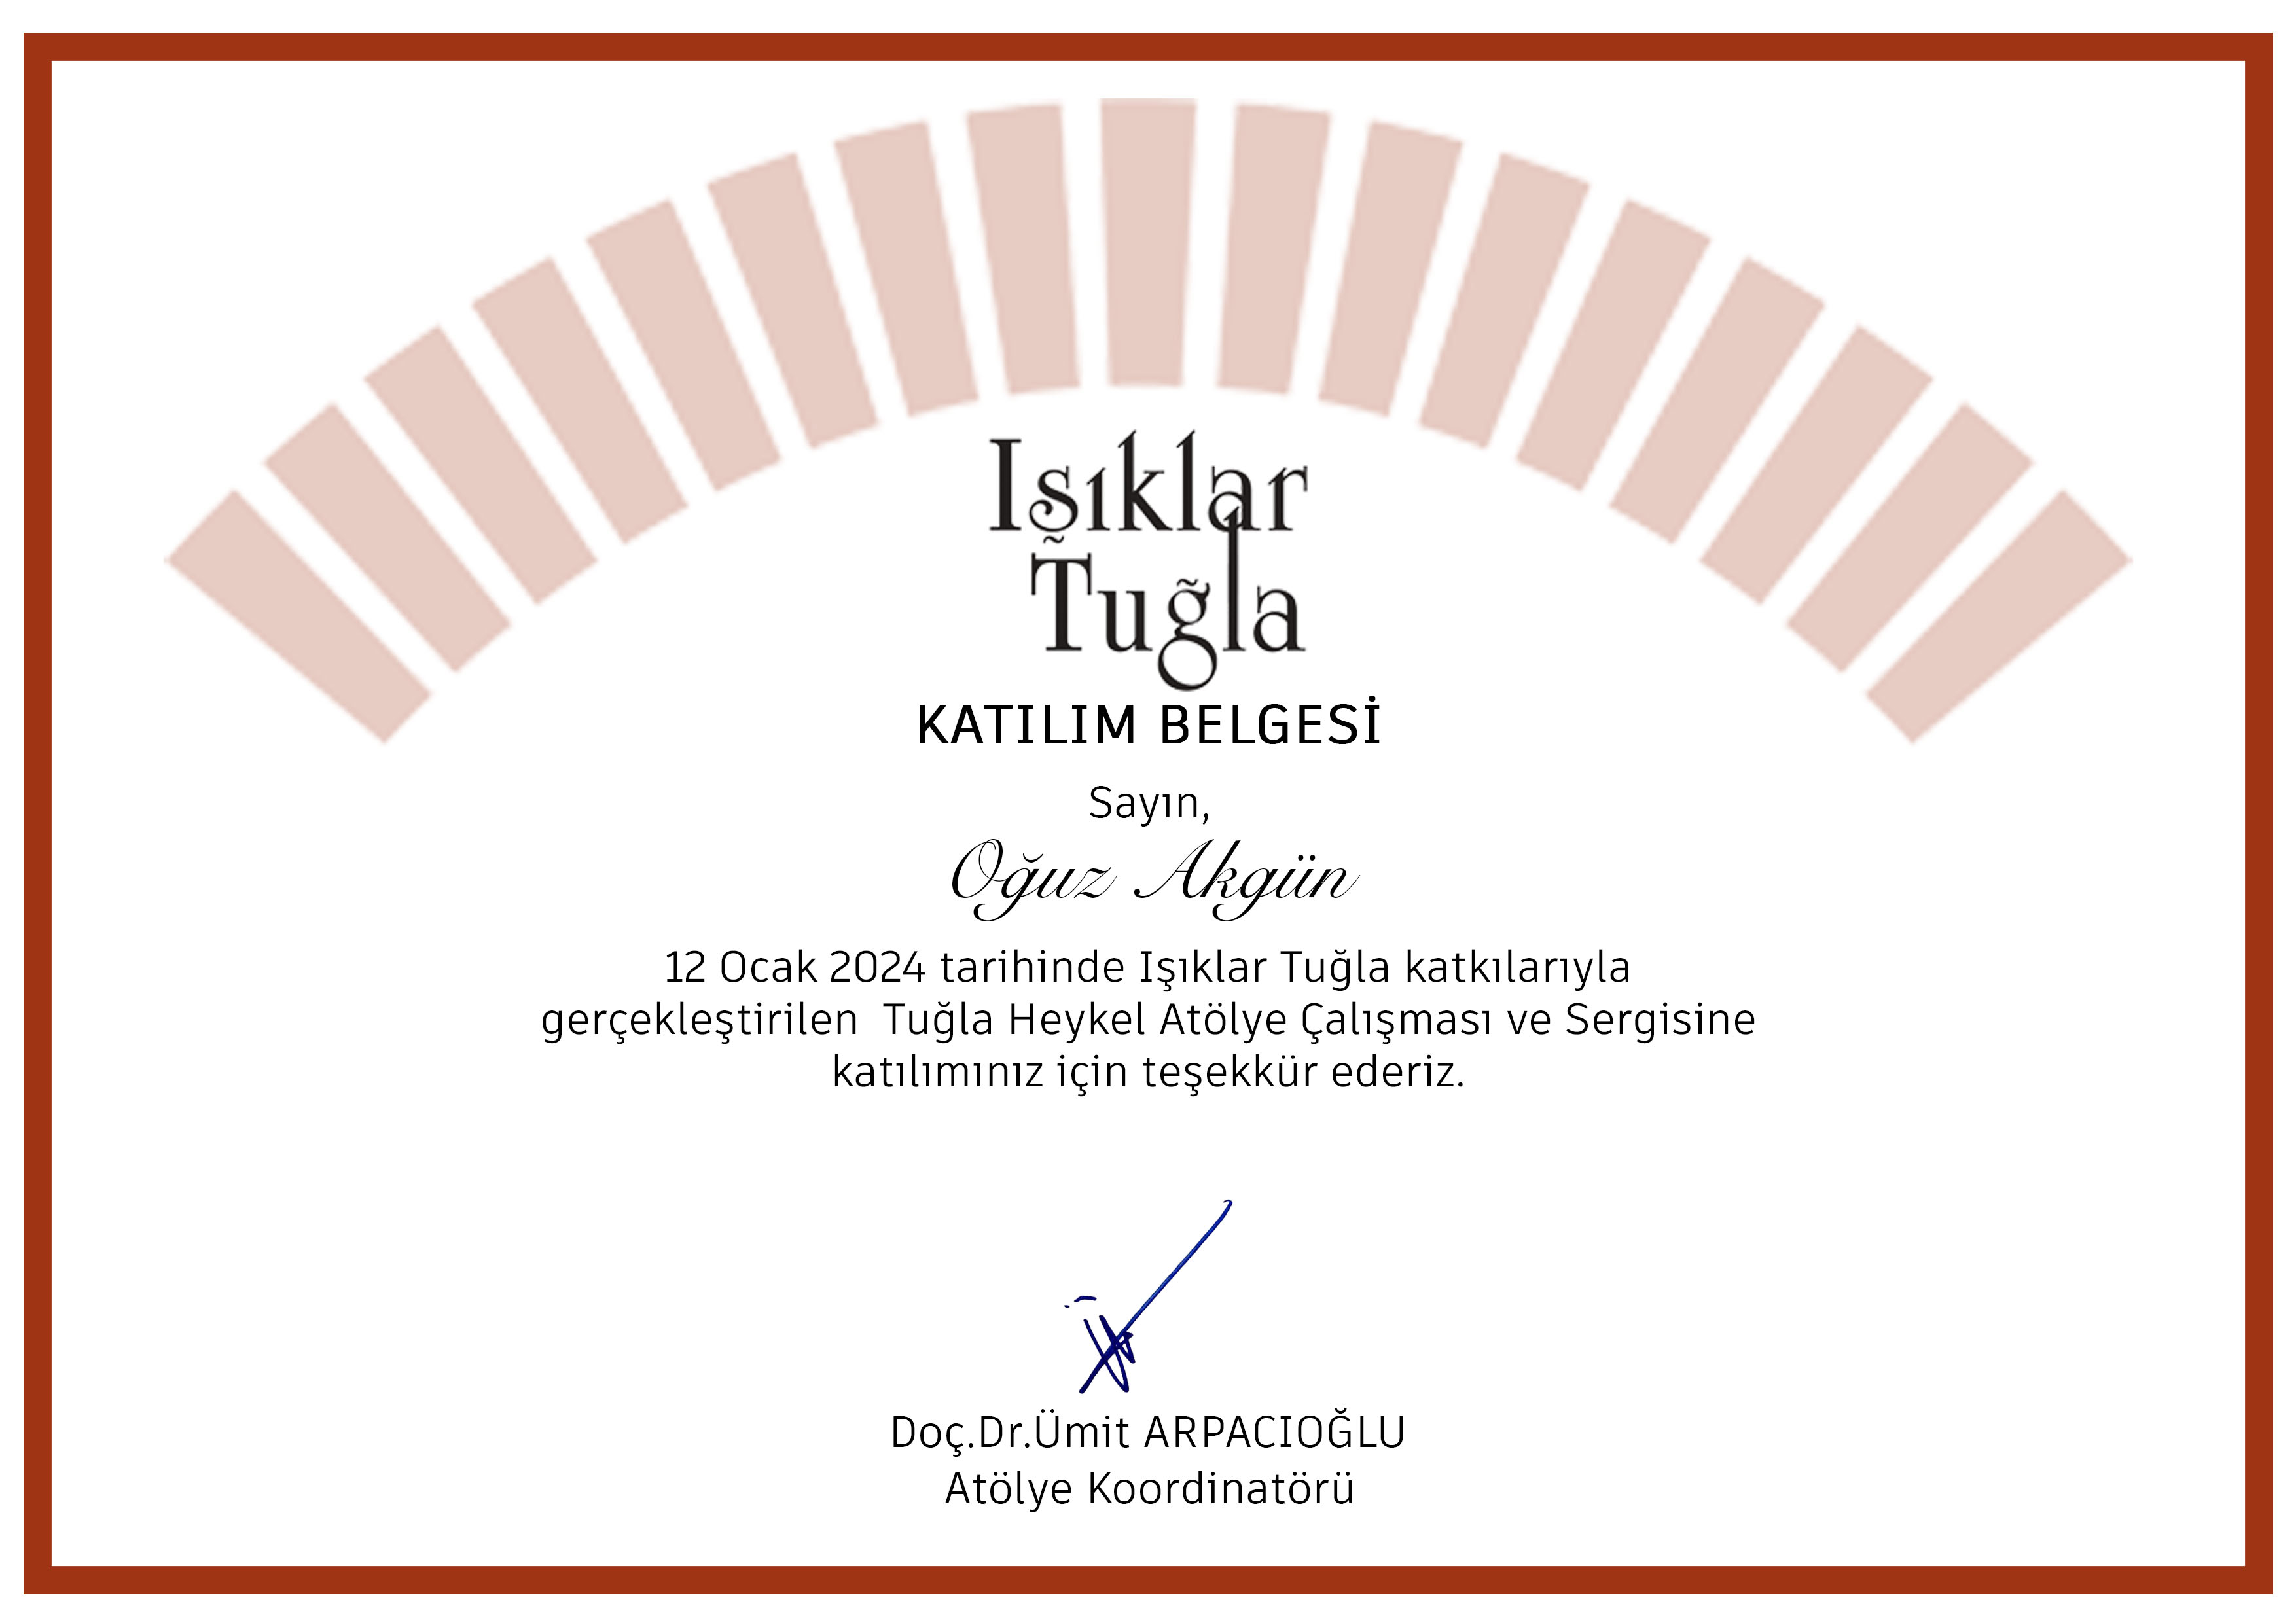 Işıklar
Tuğla
KATILIM BELGESİ
Sayın,
Oğuz Akgün
12 Ocak 2024 tarihinde Işıklar Tuğla katkılarıyla
gerçekleştirilen  Tuğla Heykel Atölye Çalışması ve Sergisine
katılımınız için teşekkür ederiz.
Doç.Dr.Ümit ARPACIOĞLU
Atölye Koordinatörü